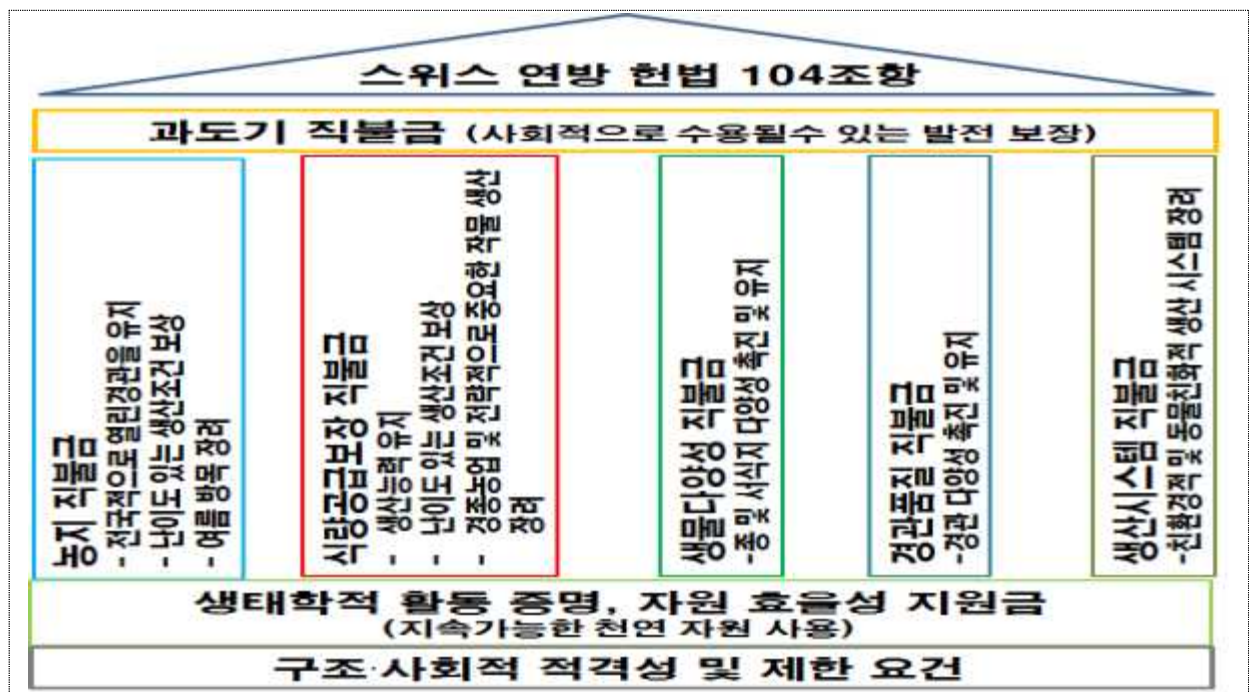 스위스 연방 헌법 104조항
과도기 직불금 (사회적으로 수용될수 있는 발전 보장)
농지 직불금
- 전국적으로 열린경관을 유지
- 난이도 있는 생산조건 보상
- 여름 방목 장려
식량공급보장 직불금
- 생산능력 유지
- 난이도 있는 생산조건 보상
- 경종농업 및 전략적으로 중요한 작물 생산
장려
생물다양성 직불금
-종 및 서식지 다양성 촉진 및 유지
경관품질 직불금
-경관 다양성 촉진 및 유지
생산시스템 직불금
-친환경적 및 동물친화적 생산 시스템 장려
생태학적 활동 증명, 자원 효율성 지원금
(지속가능한 천연 자원 사용)
구조·사회적 적격성 및 제한 요건